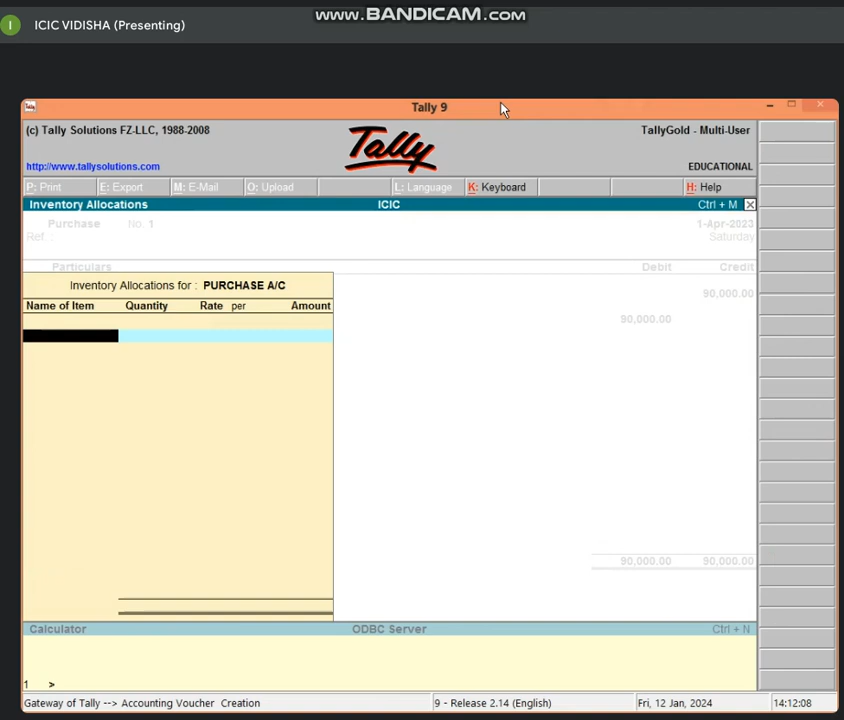 www.BANDICAM.com
I ICIC VIDISHA (Presenting)
Tally Tally 9
(c) Tally Solutions FZ-LLC, 1988-2008 Tally TallyGold - Multi-User
http://www.tallysolutions.com EDUCATIONAL
P: Print E: Export M: E-Mail O: Upload L: Language K: Keyboard H: Help
Inventory Allocations ICIC Ctrl + M
Purchase No. 1 1-Apr-2023
Ref. : Saturday
Particulars Debit Credit
Inventory Allocations for : PURCHASE A/C
90,000.00
Name of Item Quantity Rate per Amount
90,000.00
90,000.00 90,000.00
Calculator ODBC Server Ctrl + N
1 >
Gateway of Tally --> Accounting Voucher Creation 9 - Release 2.14 (English) Fri, 12 Jan, 2024 14:12:08